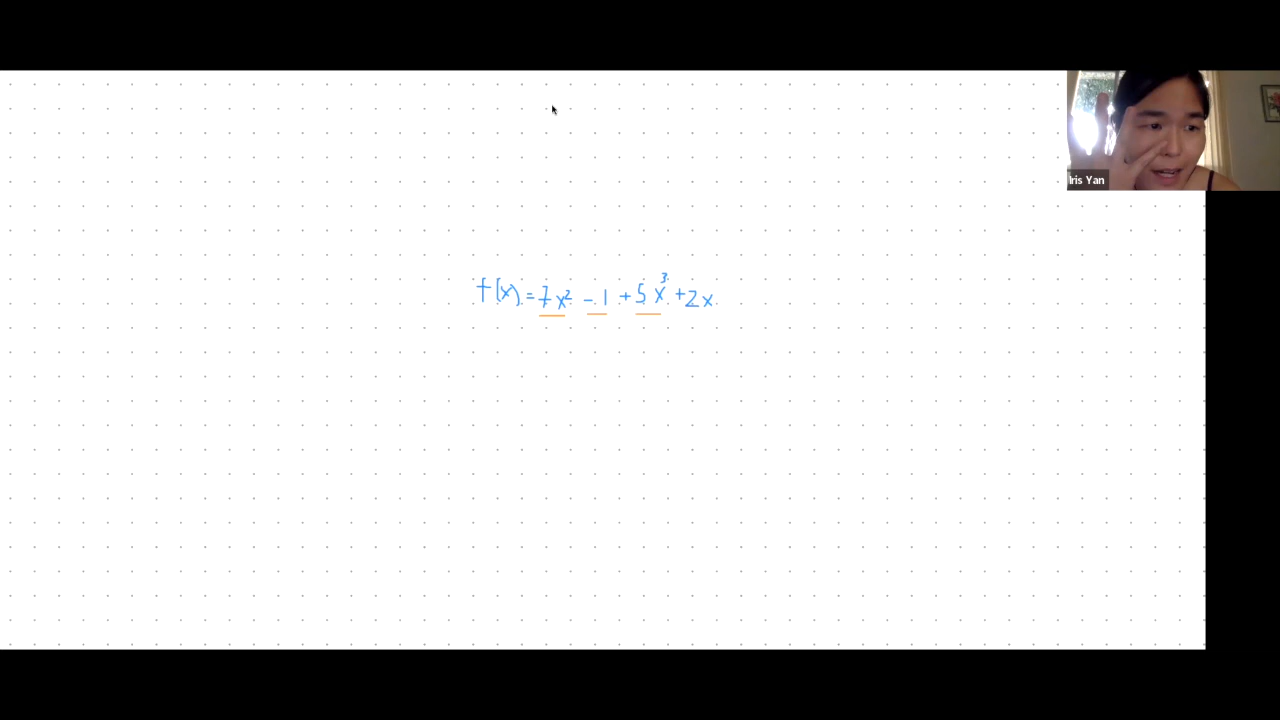 Iris Yan
f(x) = 7x² - 1 + 5x³ + 2x